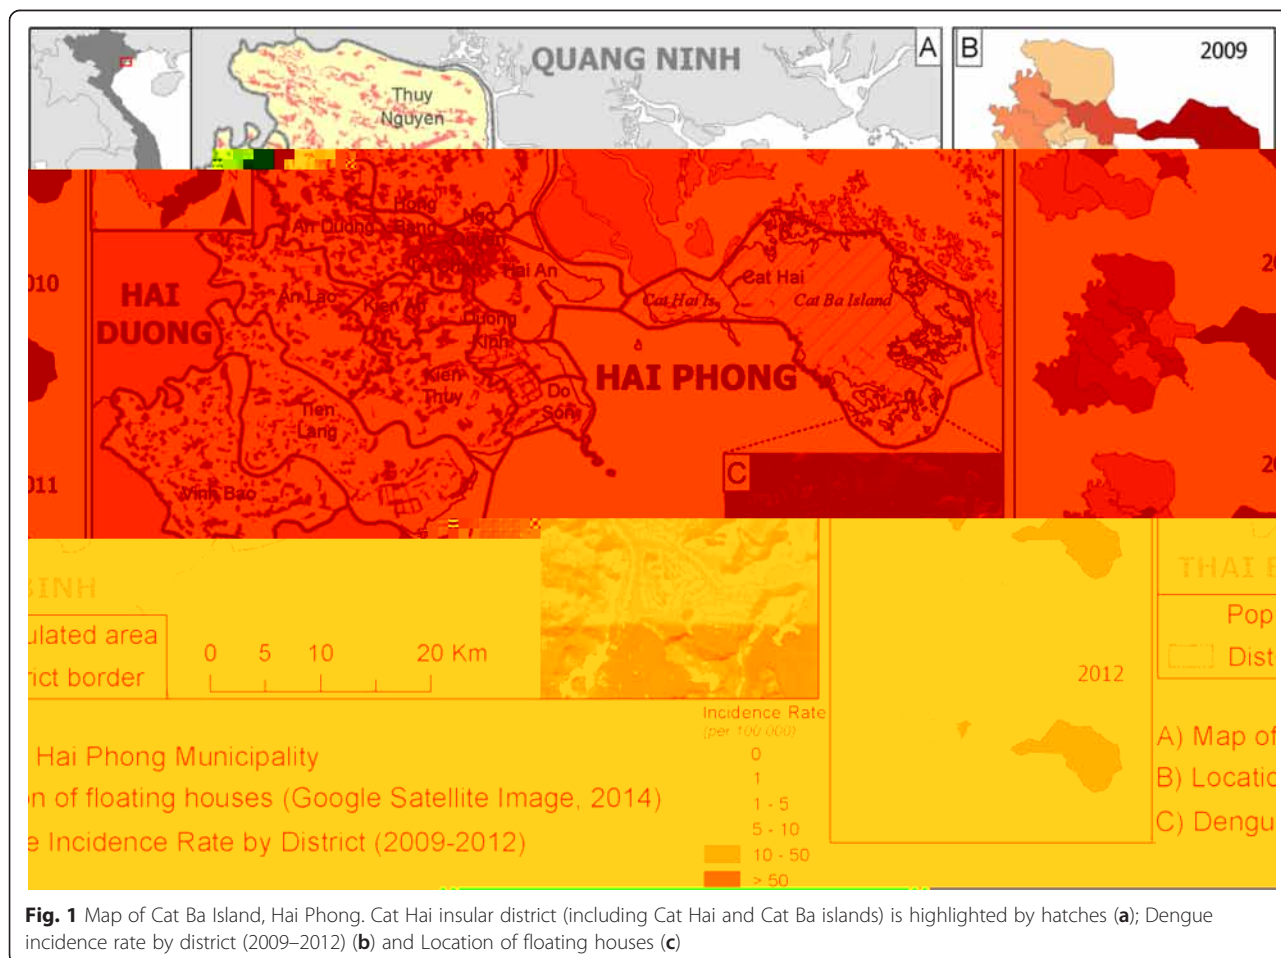 A
B
QUANG NINH
2009
Thuy
Nguyen
Hong
Bang
An Duong
Hai An
Cat Hai
010
HAI
DUONG
An Lao
Kien An
Cat Hai Is.
Cat Ba Island
Duong
Kinh
HAI PHONG
Kien
Thuy
Do
Son
Tien
Lang
C
011
Vinh Bao
BINH
THAI B
ulated area
0 5 10 20 Km
Pop
rict border
Dist
2012
Incidence Rate
(per 100.000)
0
1
1 - 5
5 - 10
10 - 50
> 50
Hai Phong Municipality
n of floating houses (Google Satellite Image, 2014)
e Incidence Rate by District (2009-2012)
A) Map of
B) Locatio
C) Dengu
Fig. 1 Map of Cat Ba Island, Hai Phong. Cat Hai insular district (including Cat Hai and Cat Ba islands) is highlighted by hatches (a); Dengue
incidence rate by district (2009–2012) (b) and Location of floating houses (c)